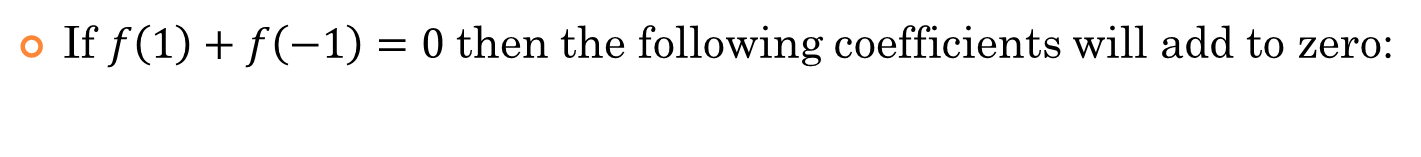 If f(1) + f(−1) = 0 then the following coefficients will add to zero: